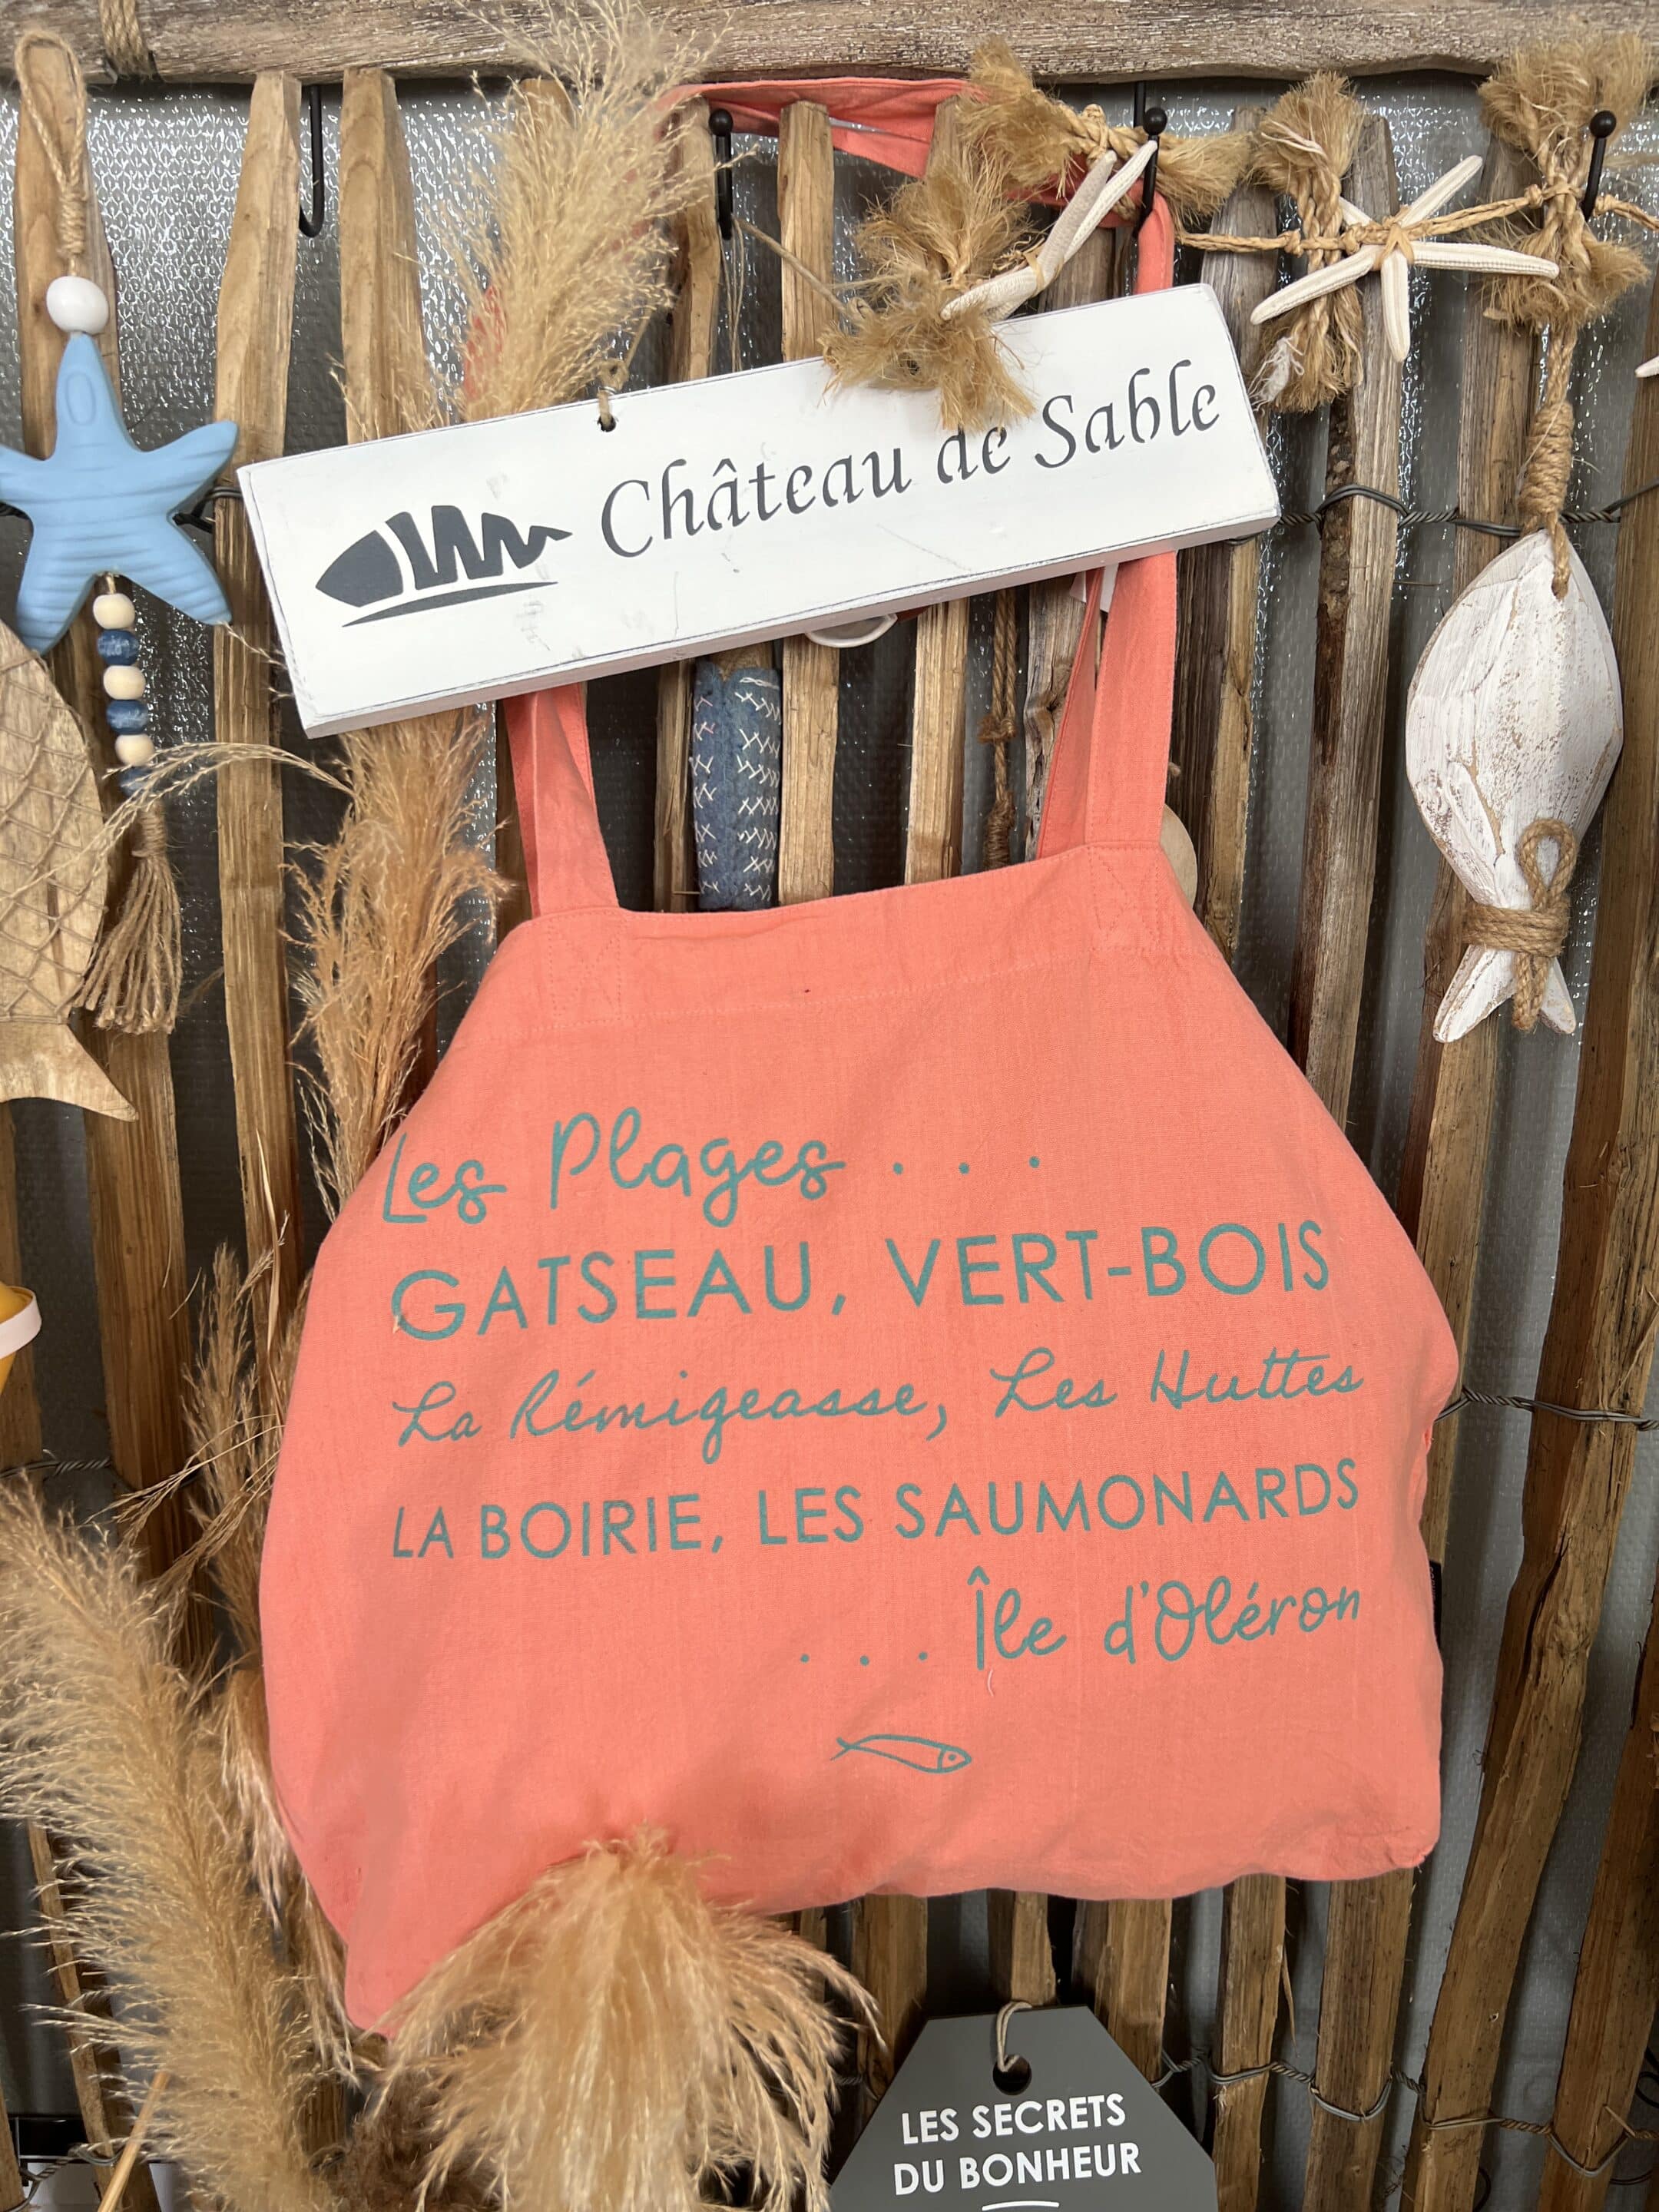 Château de Sable
Les Plages . . .
GATSEAU, VERT-BOIS
La Rémigeasse, Les Huttes
LA BOIRIE, LES SAUMONARDS
. . . Île d'Oléron
LES SECRETS
DU BONHEUR